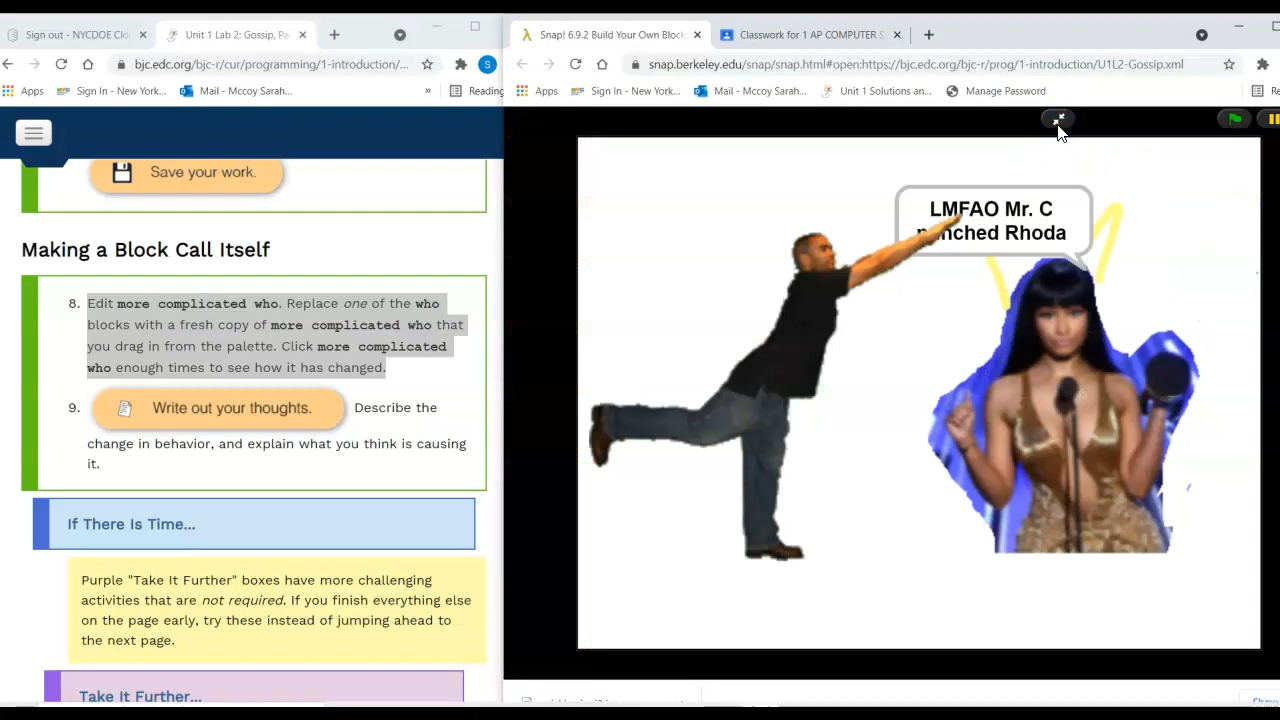 Sign out - NYCDOE Clo
Unit 1 Lab 2: Gossip, Pa
Snap! 6.9.2 Build Your Own Block
Classwork for 1 AP COMPUTER S
bjc.edc.org/bjc-r/cur/programming/1-introduction/...
S
snap.berkeley.edu/snap/snap.html#open:https://bjc.edc.org/bjc-r/prog/1-introduction/U1L2-Gossip.xml
Apps
Sign In - New York...
Mail - Mccoy Sarah...
»
Reading
Apps
Sign in - New York...
Mail - Mccoy Sarah...
Unit 1 Solutions an...
Manage Password
Re
Save your work.
Making a Block Call Itself
8. Edit more complicated who. Replace one of the who
blocks with a fresh copy of more complicated who that
you drag in from the palette. Click more complicated
who enough times to see how it has changed.
9. Write out your thoughts. Describe the
change in behavior, and explain what you think is causing
it.
If There Is Time...
Purple "Take It Further" boxes have more challenging
activities that are not required. If you finish everything else
on the page early, try these instead of jumping ahead to
the next page.
Take It Further...
LMFAO Mr. C
punched Rhoda